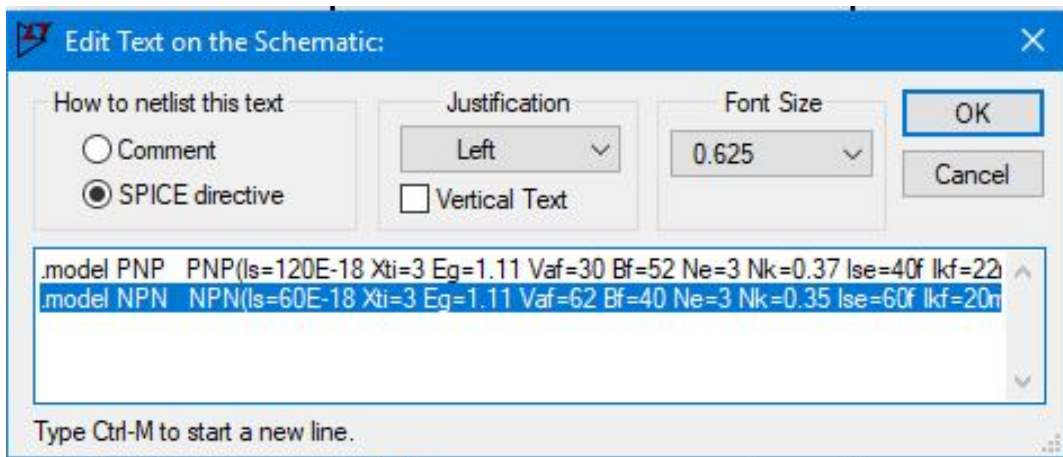 Edit Text on the Schematic:
How to netlist this text
Comment
SPICE directive
Justification
Left
Vertical Text
Font Size
0.625
OK
Cancel
.model PNP PNP(Is=120E-18 Xti=3 Eg=1.11 Vaf=30 Bf=52 Ne=3 Nk=0.37 Ise=40f
.model NPN NPN(Is=60E-18 Xti=3 Eg=1.11 Vaf=62 Bf=40 Ne=3 Nk=0.35 Ise=60f Ikf=20m
Type Ctrl-M to start a new line.